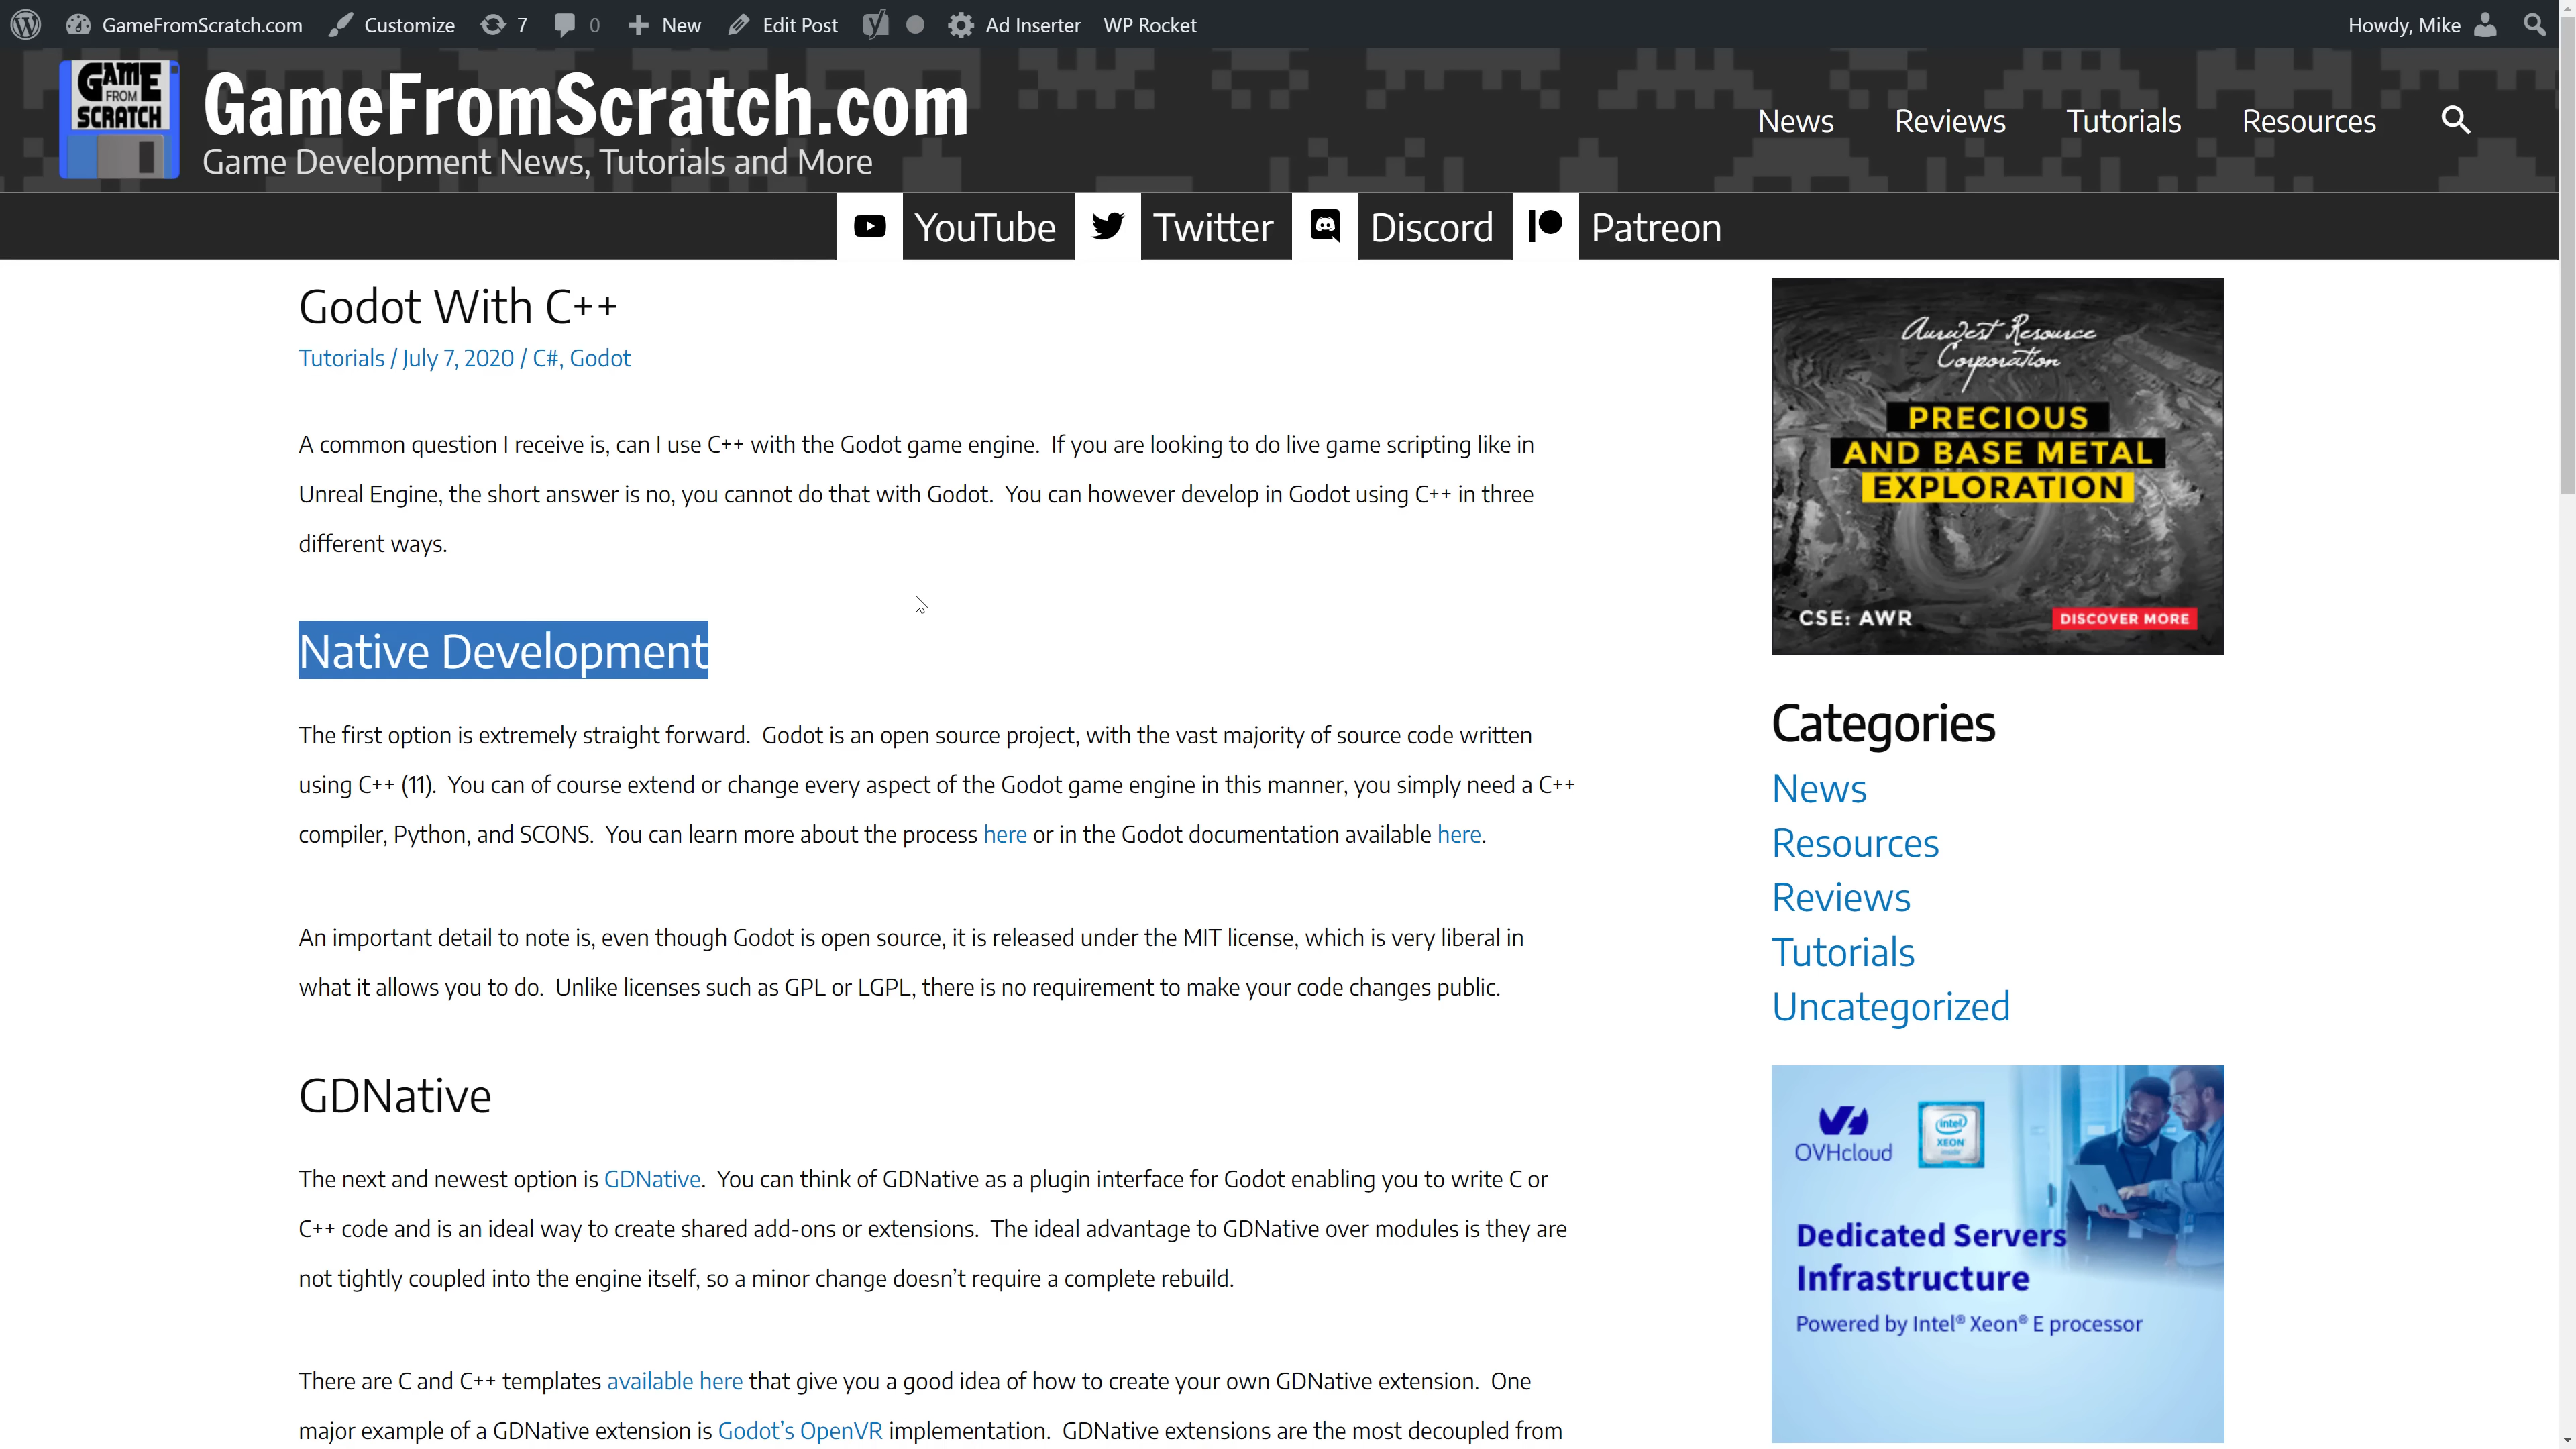 GameFromScratch.com Customize 7 0 New Edit Post Ad Inserter WP Rocket Howdy, Mike
GAME FROM SCRATCH
GameFromScratch.com
Game Development News, Tutorials and More
News Reviews Tutorials Resources
YouTube Twitter Discord Patreon
Godot With C++
Tutorials / July 7, 2020 / C#, Godot
A common question I receive is, can I use C++ with the Godot game engine. If you are looking to do live game scripting like in
Unreal Engine, the short answer is no, you cannot do that with Godot. You can however develop in Godot using C++ in three
different ways.
Native Development
The first option is extremely straight forward. Godot is an open source project, with the vast majority of source code written
using C++ (11). You can of course extend or change every aspect of the Godot game engine in this manner, you simply need a C++
compiler, Python, and SCONS. You can learn more about the process here or in the Godot documentation available here.
An important detail to note is, even though Godot is open source, it is released under the MIT license, which is very liberal in
what it allows you to do. Unlike licenses such as GPL or LGPL, there is no requirement to make your code changes public.
GDNative
The next and newest option is GDNative. You can think of GDNative as a plugin interface for Godot enabling you to write C or
C++ code and is an ideal way to create shared add-ons or extensions. The ideal advantage to GDNative over modules is they are
not tightly coupled into the engine itself, so a minor change doesn't require a complete rebuild.
There are C and C++ templates available here that give you a good idea of how to create your own GDNative extension. One
major example of a GDNative extension is Godot's OpenVR implementation. GDNative extensions are the most decoupled from
Aurwest Resource
Corporation
PRECIOUS
AND BASE METAL
EXPLORATION
CSE: AWR DISCOVER MORE
Categories
News
Resources
Reviews
Tutorials
Uncategorized
OVHcloud
intel
XEON
inside
Dedicated Servers
Infrastructure
Powered by Intel® Xeon® E processor